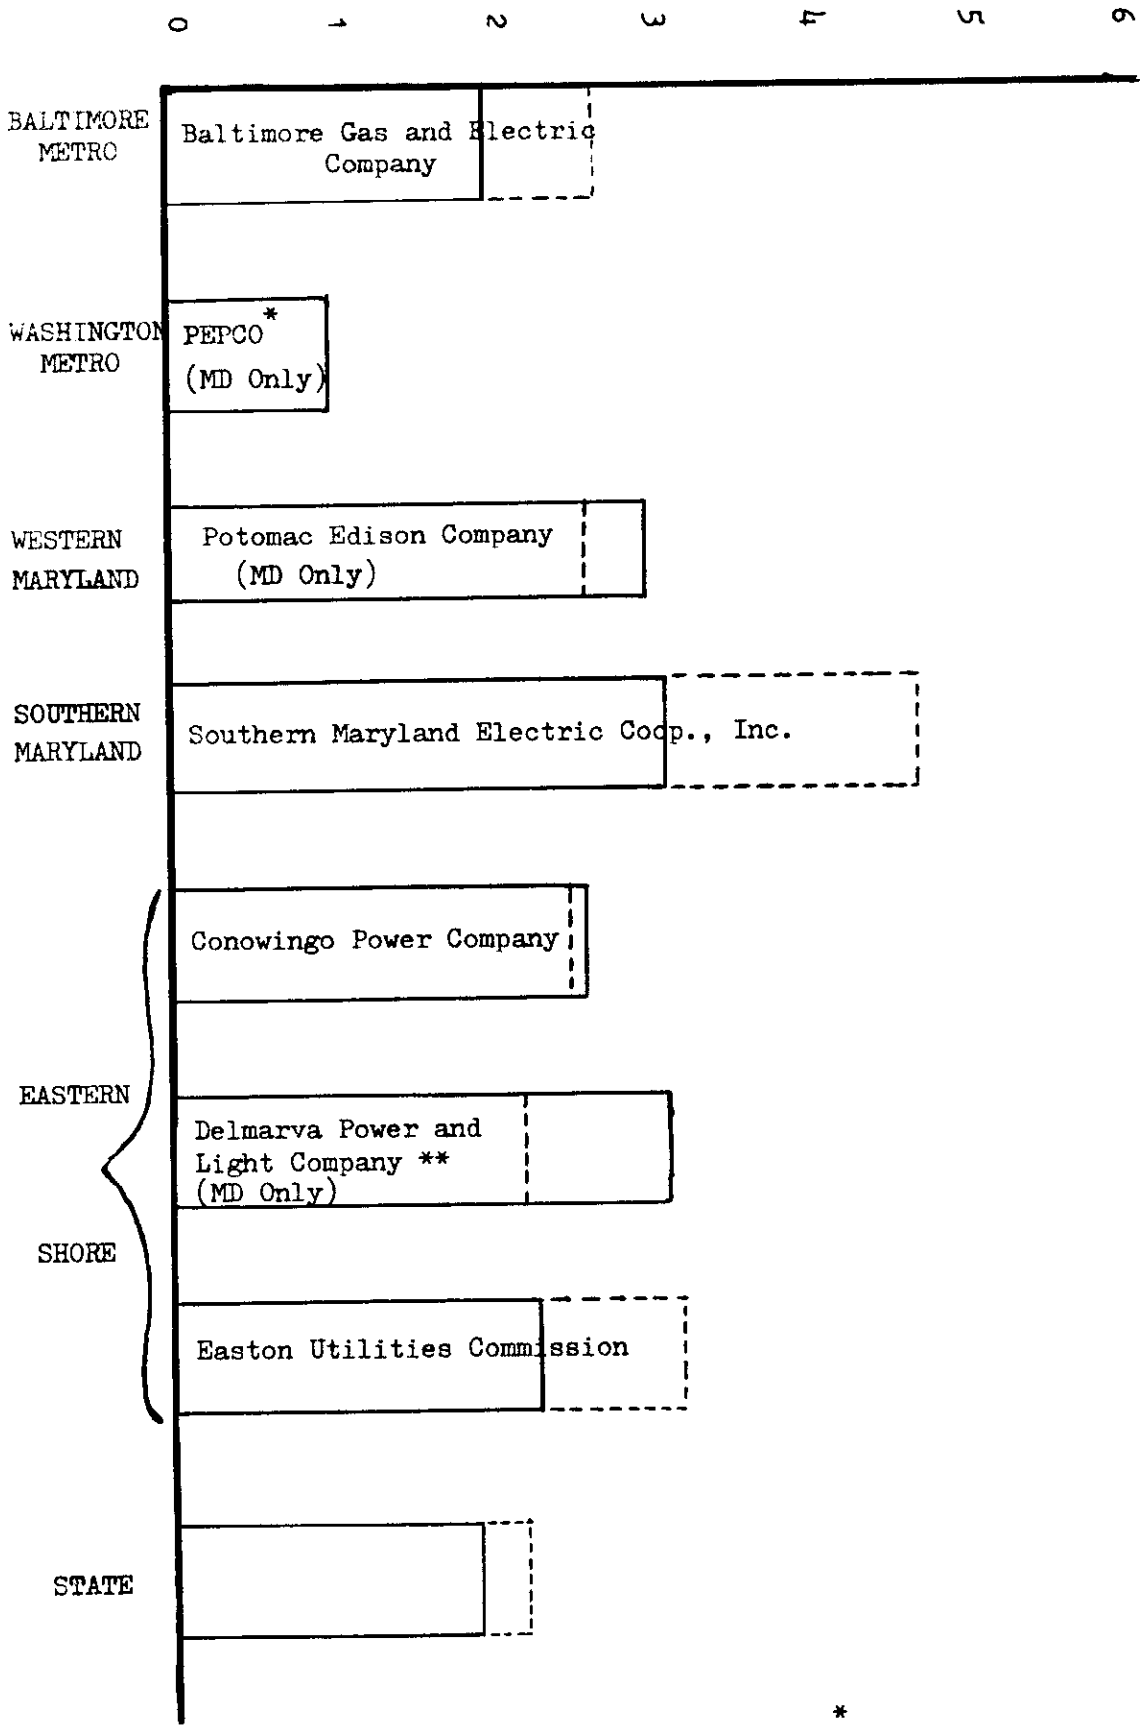 0 1 2 3 4 5 6
BALTIMORE
METRO
Baltimore Gas and Electric
Company
WASHINGTON
METRO
PEPCO*
(MD Only)
WESTERN
MARYLAND
Potomac Edison Company
(MD Only)
SOUTHERN
MARYLAND
Southern Maryland Electric Coop., Inc.
Conowingo Power Company
EASTERN
Delmarva Power and
Light Company **
(MD Only)
SHORE
Easton Utilities Commission
STATE
*